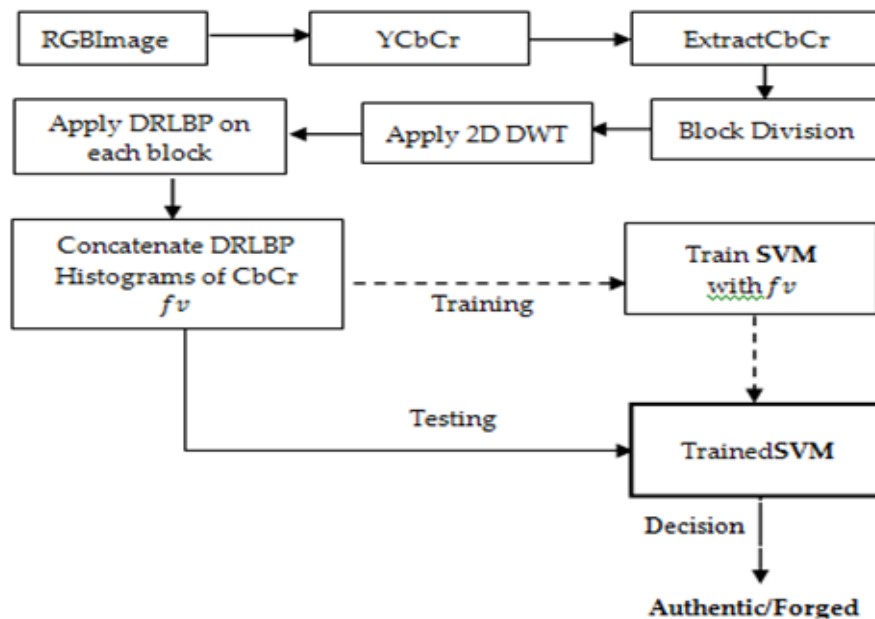 RGBImage
YCbCr
ExtractCbCr
Block Division
Apply 2D DWT
Apply DRLBP on
each block
Concatenate DRLBP
Histograms of CbCr
fv
Training
Train SVM
with fv
Testing
TrainedSVM
Decision
Authentic/Forged